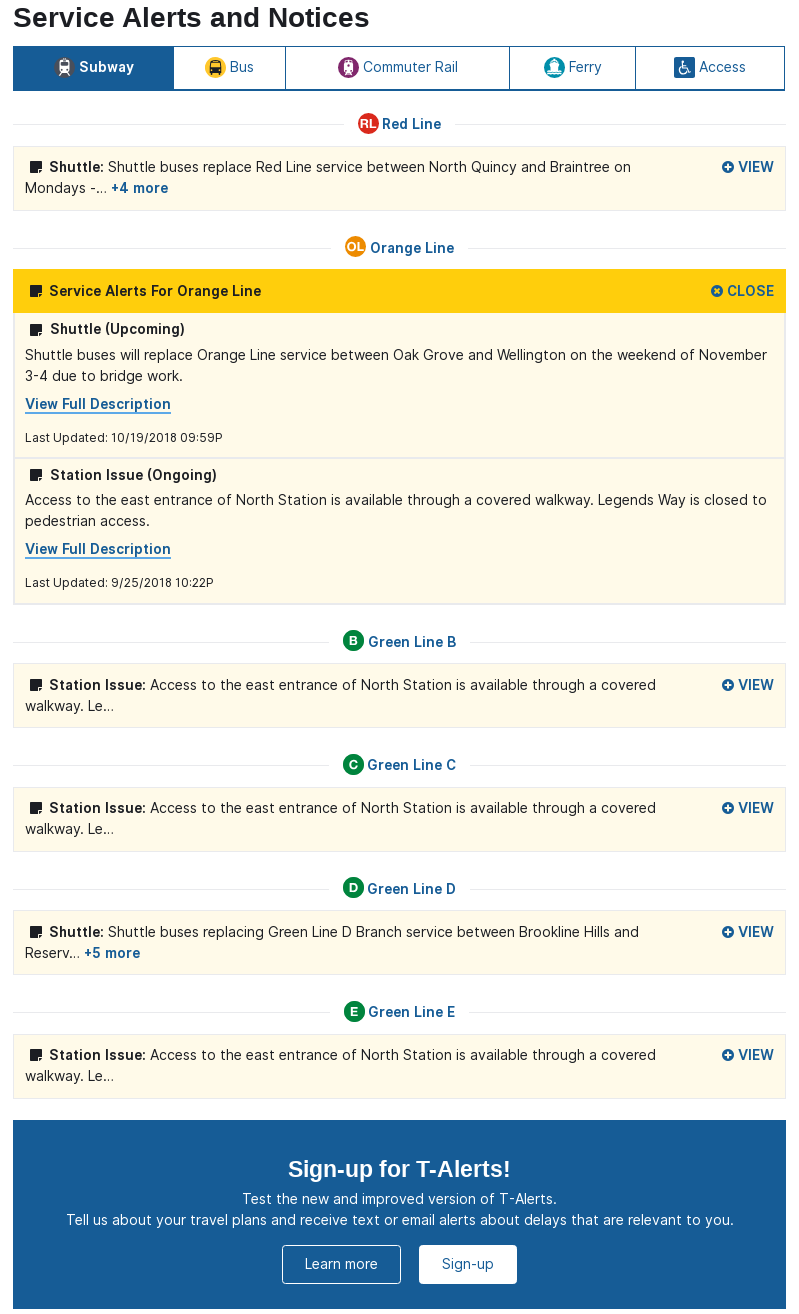 Service Alerts and Notices
Subway
Bus
Commuter Rail
Ferry
Access
RL Red Line
Shuttle: Shuttle buses replace Red Line service between North Quincy and Braintree on
VIEW
Mondays -… +4 more
OL Orange Line
Service Alerts For Orange Line
CLOSE
Shuttle (Upcoming)
Shuttle buses will replace Orange Line service between Oak Grove and Wellington on the weekend of November
3-4 due to bridge work.
View Full Description
Last Updated: 10/19/2018 09:59P
Station Issue (Ongoing)
Access to the east entrance of North Station is available through a covered walkway. Legends Way is closed to
pedestrian access.
View Full Description
Last Updated: 9/25/2018 10:22P
B Green Line B
Station Issue: Access to the east entrance of North Station is available through a covered
VIEW
walkway. Le…
C Green Line C
Station Issue: Access to the east entrance of North Station is available through a covered
VIEW
walkway. Le…
D Green Line D
Shuttle: Shuttle buses replacing Green Line D Branch service between Brookline Hills and
VIEW
Reserv… +5 more
E Green Line E
Station Issue: Access to the east entrance of North Station is available through a covered
VIEW
walkway. Le…
Sign-up for T-Alerts!
Test the new and improved version of T-Alerts.
Tell us about your travel plans and receive text or email alerts about delays that are relevant to you.
Learn more
Sign-up